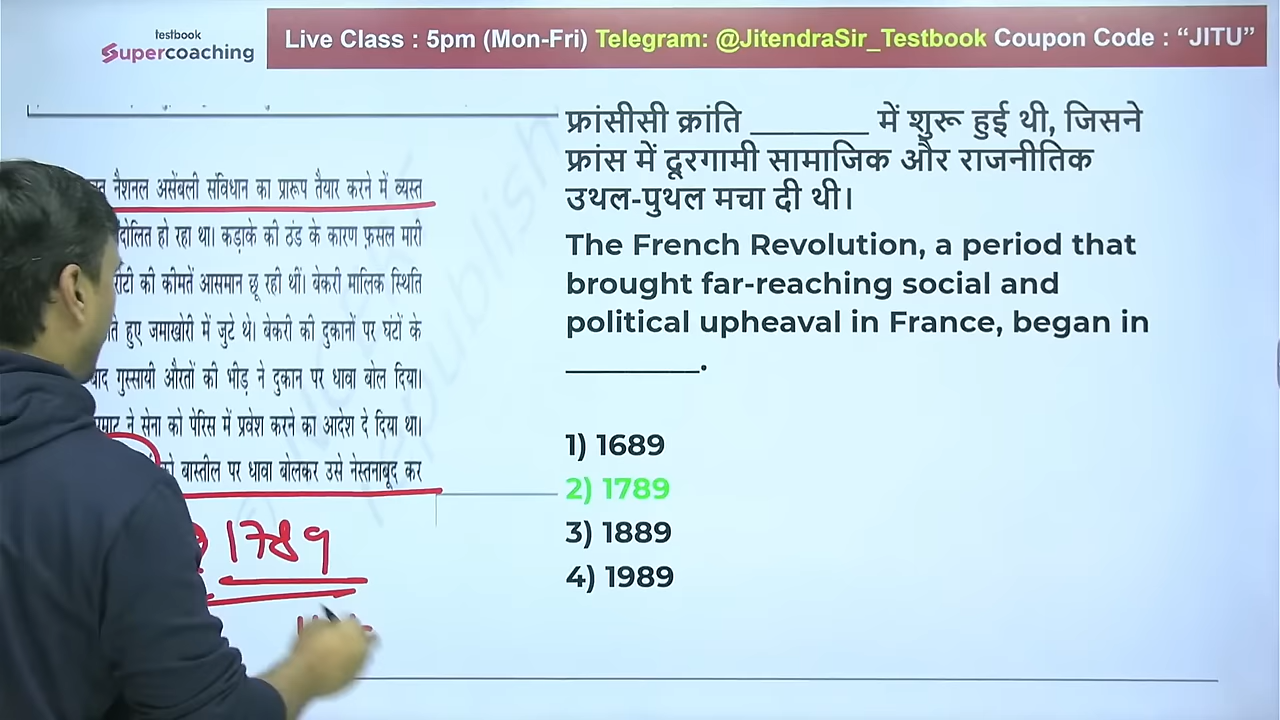 testbook
Supercoaching
Live Class : 5pm (Mon-Fri) Telegram: @JitendraSir_Testbook Coupon Code : “JITU”
नैशनल असेंबली संविधान का प्रारूप तैयार करने में व्यस्त
हो रहा था। कड़ाके की ठंड के कारण फ़सल मारी
की कीमतें आसमान छू रही थीं। बेकरी मालिक स्थिति
हुए जमाखोरी में जुटे थे। बेकरी की दुकानों पर घंटों के
गुस्सायी औरतों की भीड़ ने दुकान पर धावा बोल दिया।
ने सेना को पेरिस में प्रवेश करने का आदेश दे दिया था।
को बास्तील पर धावा बोलकर उसे नेस्तनाबूद कर
1789
फ्रांसीसी क्रांति ________ में शुरू हुई थी, जिसने
फ्रांस में दूरगामी सामाजिक और राजनीतिक
उथल-पुथल मचा दी थी।
The French Revolution, a period that
brought far-reaching social and
political upheaval in France, began in
_________.
1) 1689
2) 1789
3) 1889
4) 1989